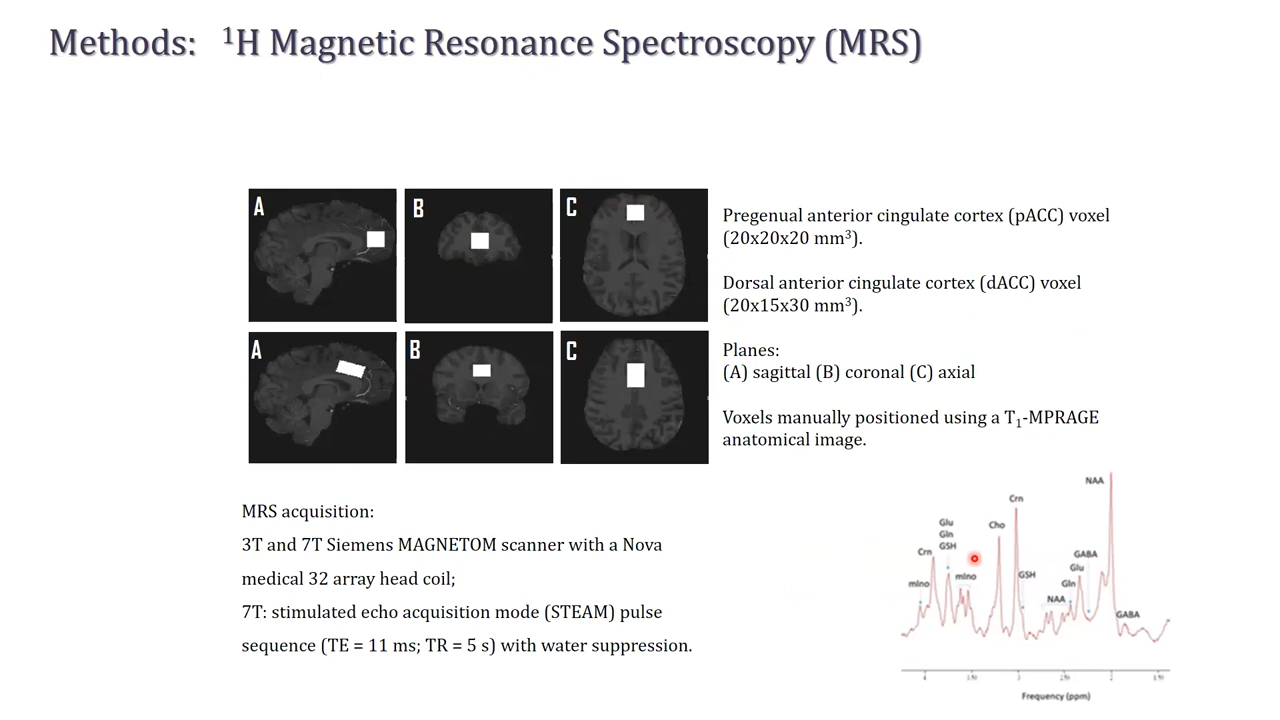 Methods: ¹H Magnetic Resonance Spectroscopy (MRS)
A
B
C
Pregenual anterior cingulate cortex (pACC) voxel
(20x20x20 mm³).
Dorsal anterior cingulate cortex (dACC) voxel
(20x15x30 mm³).
A
B
C
Planes:
(A) sagittal (B) coronal (C) axial
Voxels manually positioned using a T₁-MPRAGE
anatomical image.
MRS acquisition:
3T and 7T Siemens MAGNETOM scanner with a Nova
medical 32 array head coil;
7T: stimulated echo acquisition mode (STEAM) pulse
sequence (TE = 11 ms; TR = 5 s) with water suppression.
NAA
Crn
Cho
Glu
Gln
GSH
Crn
GABA
Glu
mIno
GSH
mIno
Gln
NAA
GABA
4
3
2
Frequency (ppm)